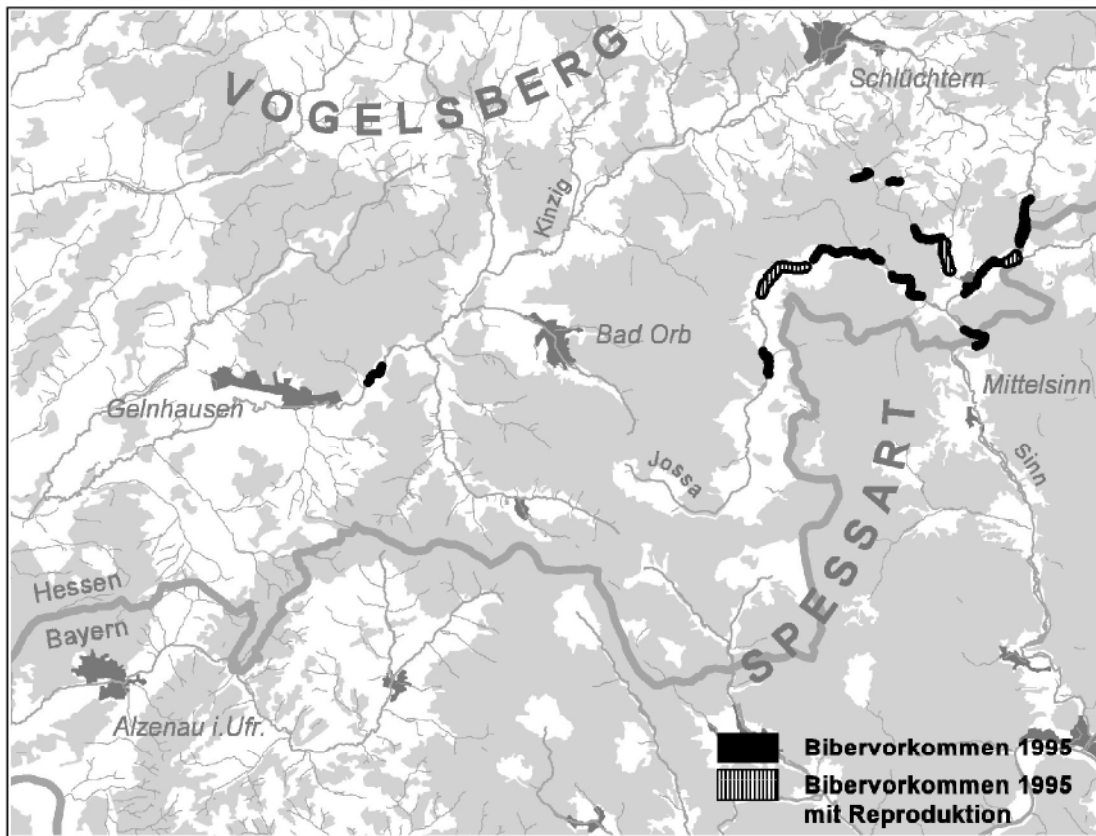 VOGELSBERG
Schlüchtern
Kinzig
Bad Orb
Gelnhausen
Mittelsinn
Jossa
Sinn
SPESSART
Hessen
Bayern
Alzenau i.Ufr.
Bibervorkommen 1995
Bibervorkommen 1995
mit Reproduktion